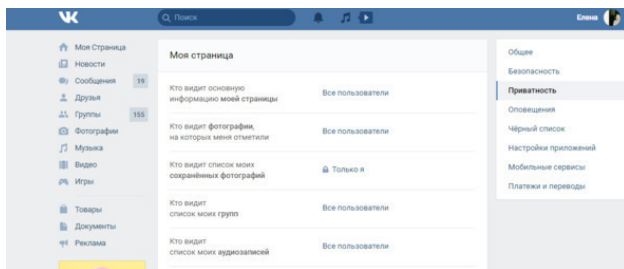 Поиск
Елена
Моя Страница
Новости
Сообщения 19
Друзья
Группы 155
Фотографии
Музыка
Видео
Игры
Товары
Документы
Реклама
Моя страница
Кто видит основную
информацию моей страницы
Все пользователи
Кто видит фотографии,
на которых меня отметили
Все пользователи
Кто видит список моих
сохранённых фотографий
Только я
Кто видит
список моих групп
Все пользователи
Кто видит
список моих аудиозаписей
Все пользователи
Общее
Безопасность
Приватность
Оповещения
Чёрный список
Настройки приложений
Мобильные сервисы
Платежи и переводы